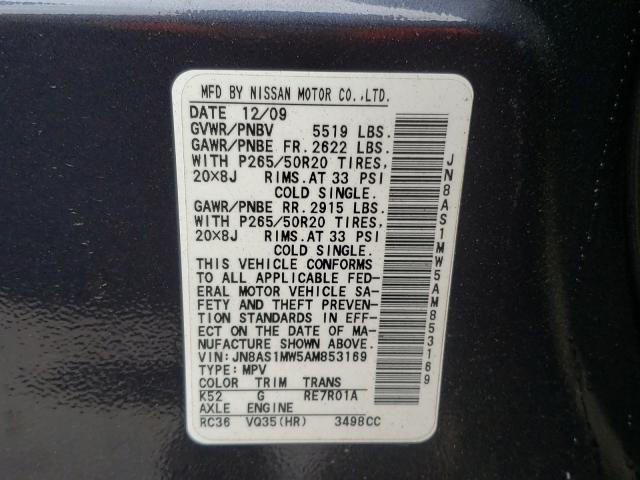 MFD BY NISSAN MOTOR CO.,LTD.
DATE 12/09
GVWR/PNBV 5519 LBS.
GAWR/PNBE FR. 2622 LBS.
WITH P265/50R20 TIRES,
20×8J RIMS.AT 33 PSI
COLD SINGLE.
GAWR/PNBE RR. 2915 LBS.
WITH P265/50R20 TIRES,
20×8J RIMS.AT 33 PSI
COLD SINGLE.
THIS VEHICLE CONFORMS
TO ALL APPLICABLE FED-
ERAL MOTOR VEHICLE SA-
FETY AND THEFT PREVEN-
TION STANDARDS IN EFF-
ECT ON THE DATE OF MA-
NUFACTURE SHOWN ABOVE.
VIN:JN8AS1MW5AM853169
TYPE: MPV
COLOR TRIM TRANS
K52 G RE7R01A
AXLE ENGINE
RC36 VQ35(HR) 3498CC
JN8AS1MW5AM853169